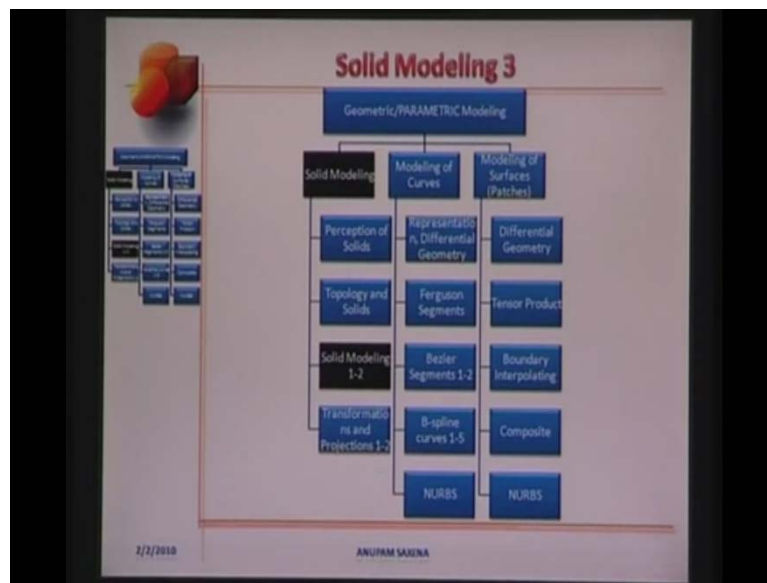 Solid Modeling 3
Geometric/PARAMETRIC Modeling
Solid Modeling
Modeling of
Curves
Modeling of
Surfaces
(Patches)
Perception of
Solids
Representatio
n, Differential
Geometry
Differential
Geometry
Topology and
Solids
Ferguson
Segments
Tensor Product
Solid Modeling
1-2
Bezier
Segments 1-2
Boundary
Interpolating
Transformatio
ns and
Projections 1-2
B-spline
curves 1-5
Composite
NURBS
NURBS
2/2/2010
ANUPAM SAXENA